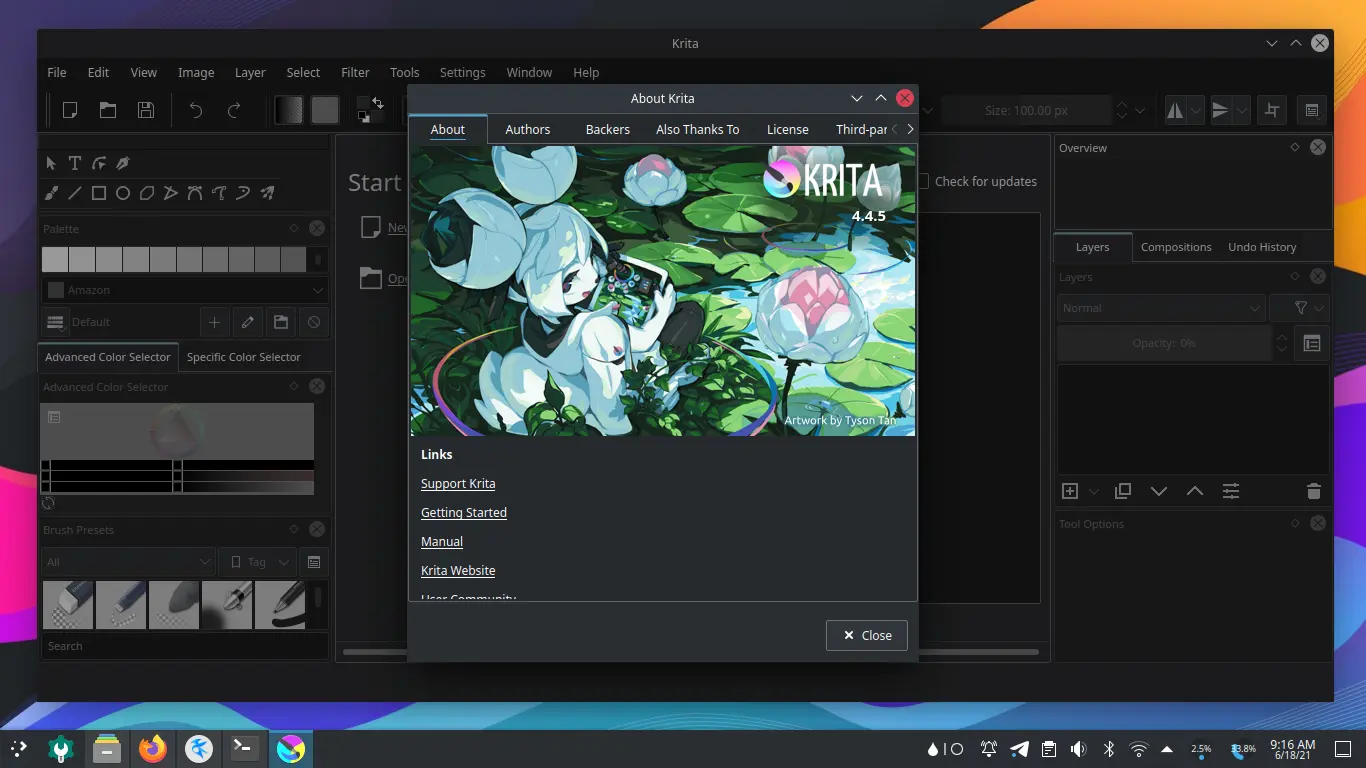 Krita
File Edit View Image Layer Select Filter Tools Settings Window Help
Size: 100.00 px
About Krita
About Authors Backers Also Thanks To License Third-par
KRITA
4.4.5
Artwork by Tyson Tan
Links
Support Krita
Getting Started
Manual
Krita Website
User Community
Close
Start
New
Ope
Check for updates
Palette
Amazon
Default
Advanced Color Selector Specific Color Selector
Advanced Color Selector
Brush Presets
All
Tag
Search
Overview
Layers Compositions Undo History
Layers
Normal
Opacity: 0%
Tool Options
2.5%
33.8%
9:16 AM
6/18/21